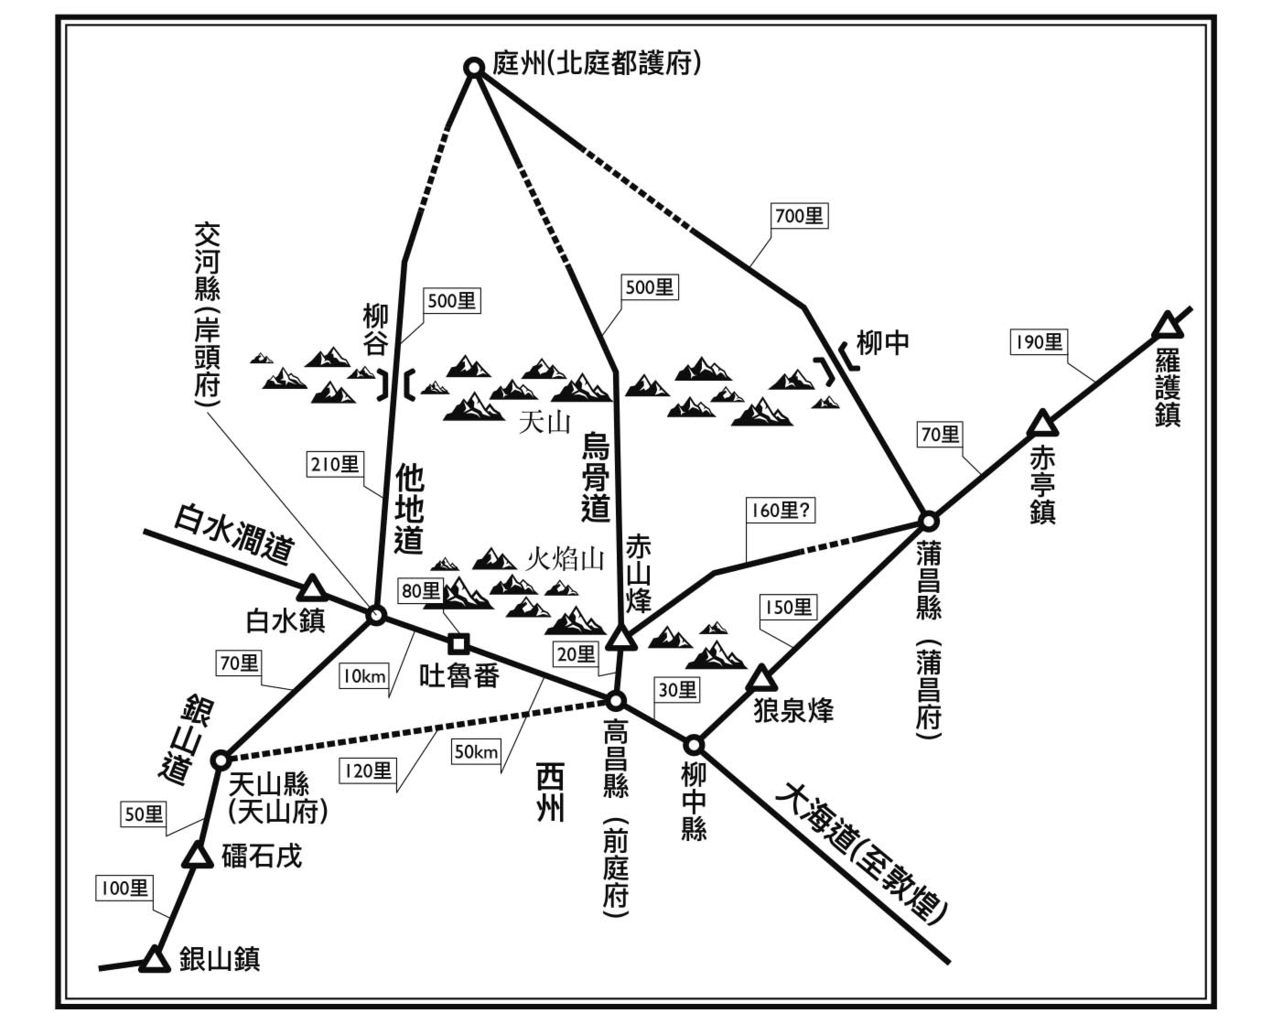 庭州(北庭都護府)
700里
交河縣(岸頭府)
500里
500里
柳谷
柳中
190里
羅護鎮
天山
70里
烏骨道
赤亭鎮
210里
他地道
160里?
白水澗道
火焰山
赤山烽
蒲昌縣(蒲昌府)
80里
150里
白水鎮
20里
70里
10km
吐魯番
30里
狼泉烽
銀山道
50km
高昌縣(前庭府)
120里
西州
柳中縣
天山縣
(天山府)
大海道(至敦煌)
50里
礌石戌
100里
銀山鎮